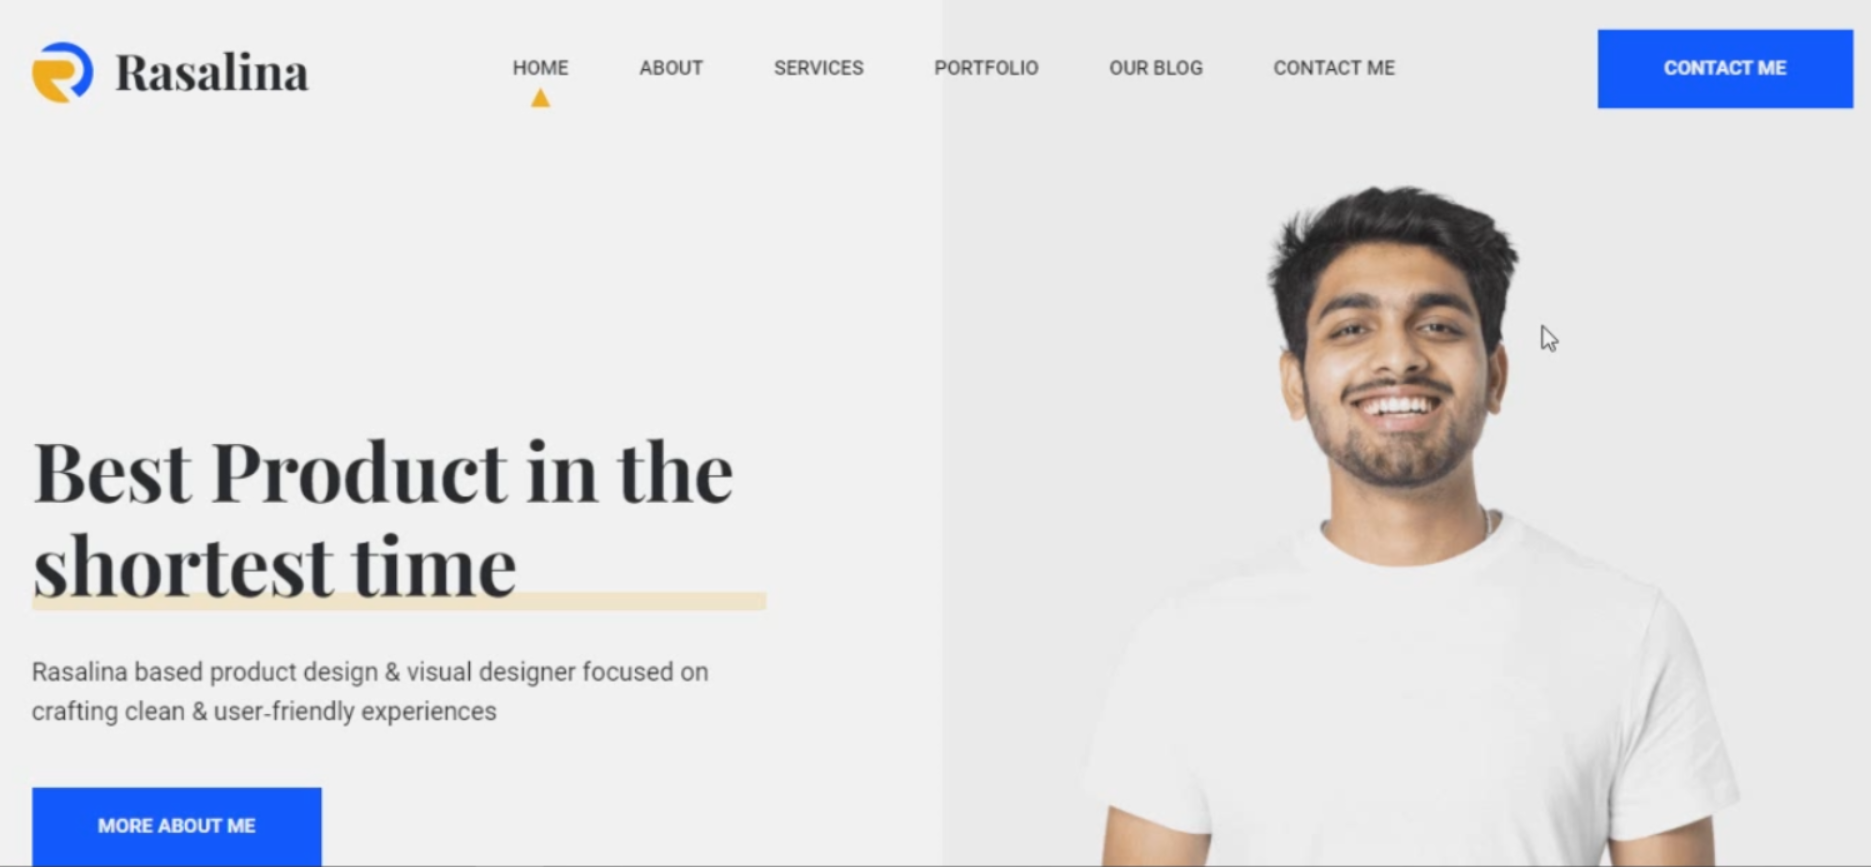 Rasalina
HOME ABOUT SERVICES PORTFOLIO OUR BLOG CONTACT ME
CONTACT ME
Best Product in the
shortest time
Rasalina based product design & visual designer focused on
crafting clean & user-friendly experiences
MORE ABOUT ME